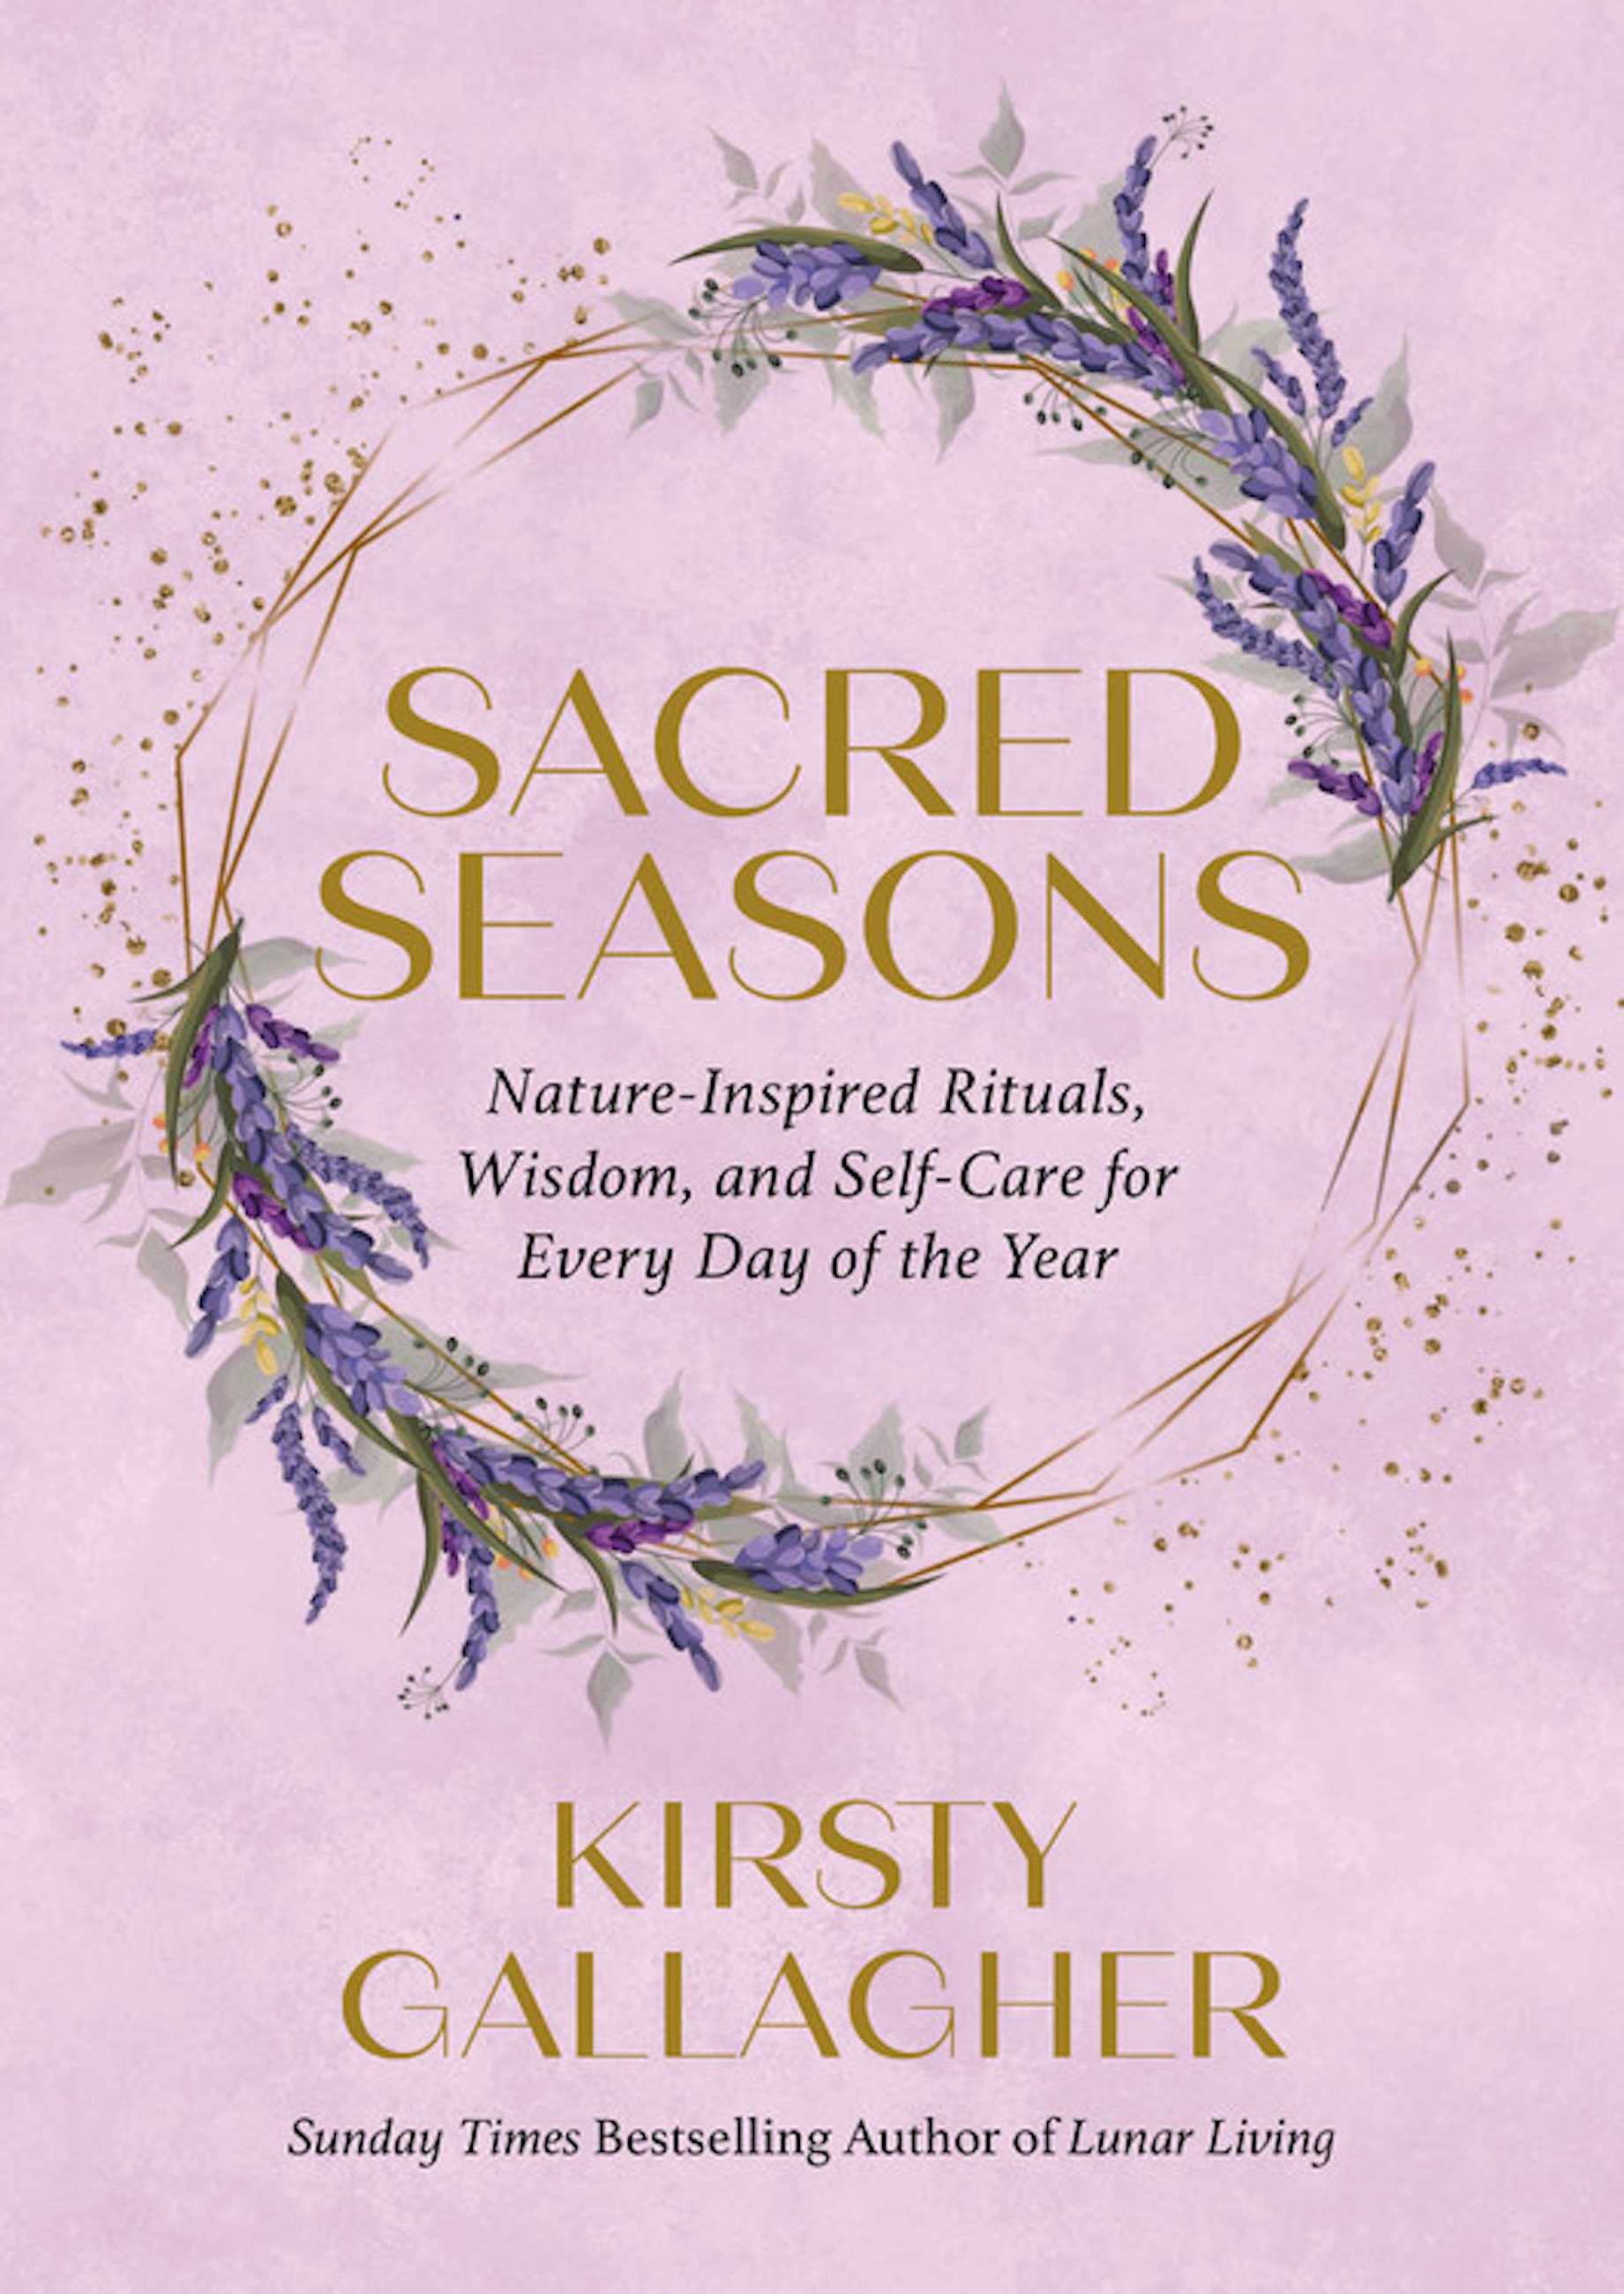 SACRED
SEASONS
Nature-Inspired Rituals,
Wisdom, and Self-Care for
Every Day of the Year
KIRSTY
GALLAGHER
Sunday Times Bestselling Author of Lunar Living